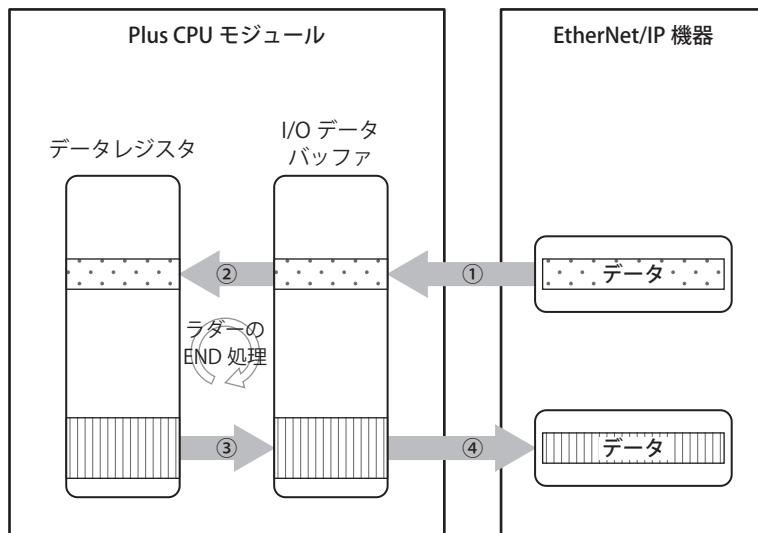 Plus CPU モジュール
EtherNet/IP 機器
データレジスタ
I/O データ
バッファ
②
①
データ
ラダーの
END 処理
③
④
データ